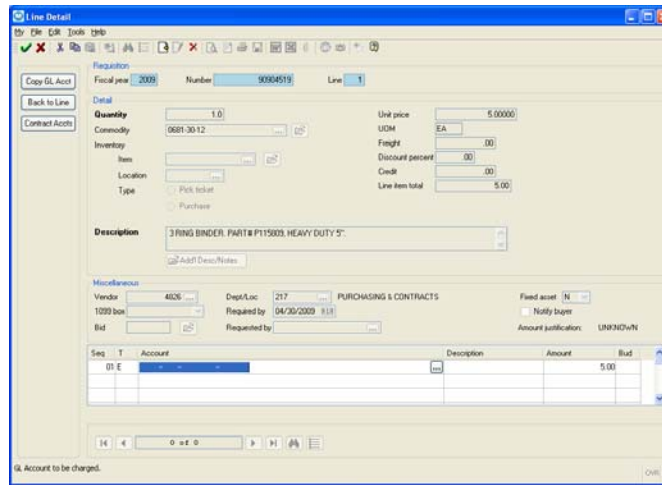 Line Detail
My File Edit Tools Help
Requisition
Copy GL Acct
Fiscal year 2009 Number 90904519 Line 1
Back to Line
Detail
Contract Accts
Quantity 1.0 Unit price 5.00000
Commodity 0681-30-12 ... UOM EA
Inventory Freight .00
Item ... Discount percent .00
Location ... Credit .00
Type Pick ticket Line item total 5.00
Purchase
Description 3 RING BINDER, PART# P115809, HEAVY DUTY 5".
Add'l Desc/Notes
Miscellaneous
Vendor 4826 ... Dept/Loc 217 ... PURCHASING & CONTRACTS Fixed asset N
1099 box Required by 04/30/2009 Notify buyer
Bid Requested by ... Amount justification: UNKNOWN
Seq T Account Description Amount Bud
01 E - - - ... 5.00
0 of 0
GL Account to be charged.
OVR